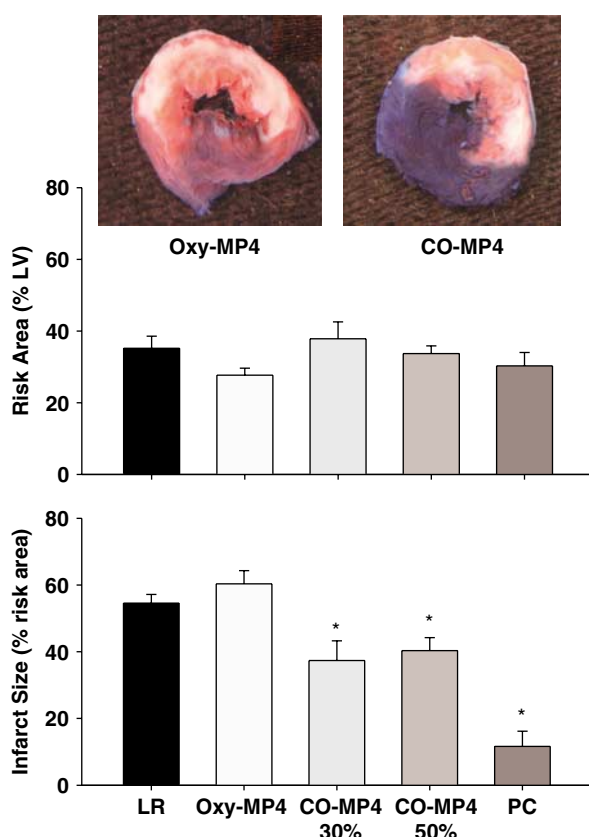 Oxy-MP4
CO-MP4
Risk Area (% LV)
80
60
40
20
0
Infarct Size (% risk area)
80
60
40
20
0
*
*
*
LR
Oxy-MP4
CO-MP4
30%
CO-MP4
50%
PC